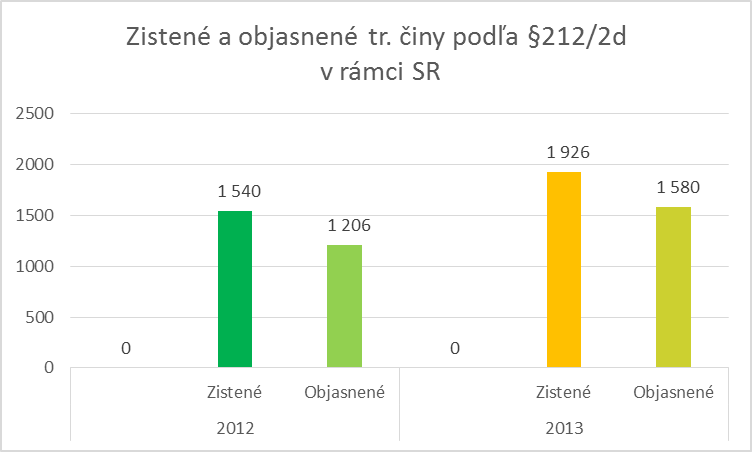 Zistené a objasnené tr. činy podľa §212/2d
v rámci SR
2500
2000
1500
1000
500
0
0
1 540
1 206
0
1 926
1 580
Zistené
Objasnené
Zistené
Objasnené
2012
2013